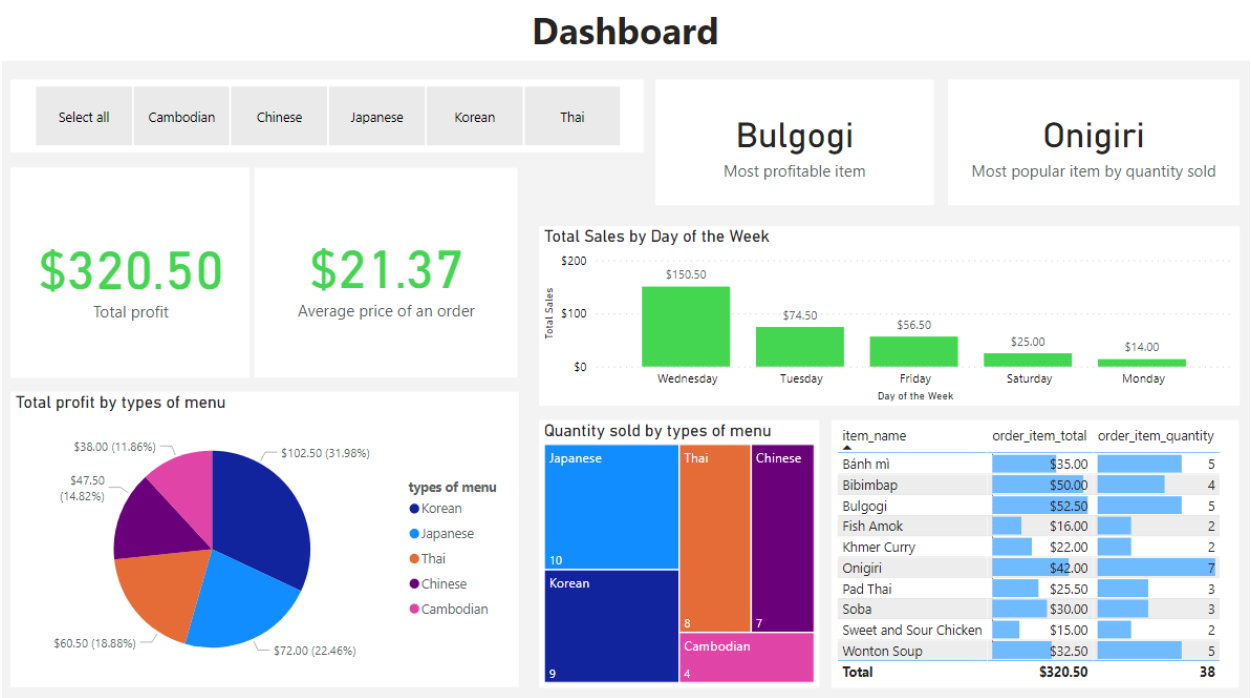 Dashboard
Select all
Cambodian
Chinese
Japanese
Korean
Thai
Bulgogi
Most profitable item
Onigiri
Most popular item by quantity sold
$320.50
Total profit
$21.37
Average price of an order
Total Sales by Day of the Week
Total Sales
$200
$100
$0
$150.50
$74.50
$56.50
$25.00
$14.00
Wednesday
Tuesday
Friday
Saturday
Monday
Day of the Week
Total profit by types of menu
$38.00 (11.86%)
$102.50 (31.98%)
$47.50
(14.82%)
$60.50 (18.88%)
$72.00 (22.46%)
types of menu
Korean
Japanese
Thai
Chinese
Cambodian
Quantity sold by types of menu
Japanese
10
Korean
9
Thai
8
Chinese
7
Cambodian
4
item_name order_item_total order_item_quantity
Bánh mì $35.00 5
Bibimbap $50.00 4
Bulgogi $52.50 5
Fish Amok $16.00 2
Khmer Curry $22.00 2
Onigiri $42.00 7
Pad Thai $25.50 3
Soba $30.00 3
Sweet and Sour Chicken $15.00 2
Wonton Soup $32.50 5
Total $320.50 38